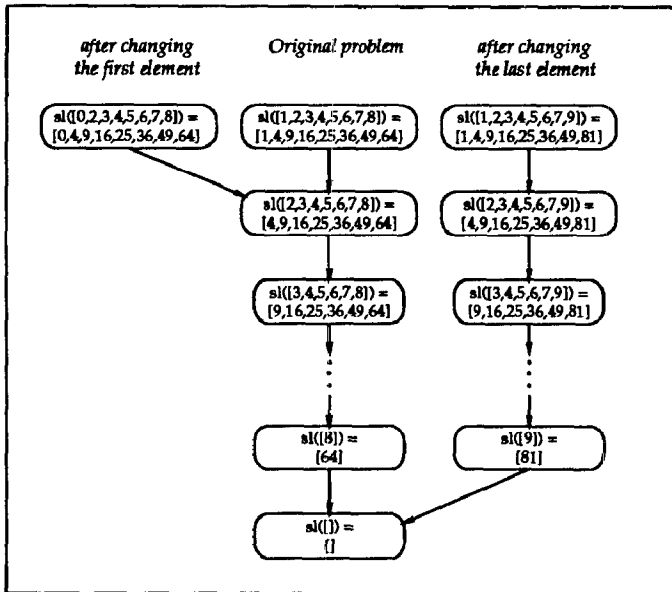 after changing
the first element
Original problem
after changing
the last element
sl([0,2,3,4,5,6,7,8]) =
[0,4,9,16,25,36,49,64]
sl([1,2,3,4,5,6,7,8]) =
[1,4,9,16,25,36,49,64]
sl([1,2,3,4,5,6,7,9]) =
[1,4,9,16,25,36,49,81]
sl([2,3,4,5,6,7,8]) =
[4,9,16,25,36,49,64]
sl([2,3,4,5,6,7,9]) =
[4,9,16,25,36,49,81]
sl([3,4,5,6,7,8]) =
[9,16,25,36,49,64]
sl([3,4,5,6,7,9]) =
[9,16,25,36,49,81]
sl([8]) =
[64]
sl([9]) =
[81]
sl([]) =
[]